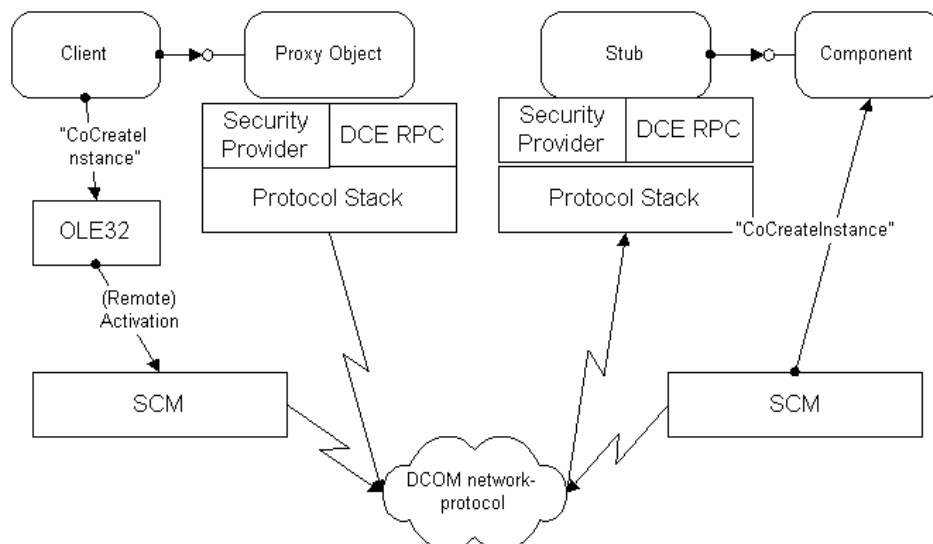 Client
Proxy Object
Stub
Component
Security
Provider
DCE RPC
Security
Provider
DCE RPC
"CoCreateI
nstance"
Protocol Stack
Protocol Stack
OLE32
"CoCreateInstance"
(Remote)
Activation
SCM
SCM
DCOM network-
protocol